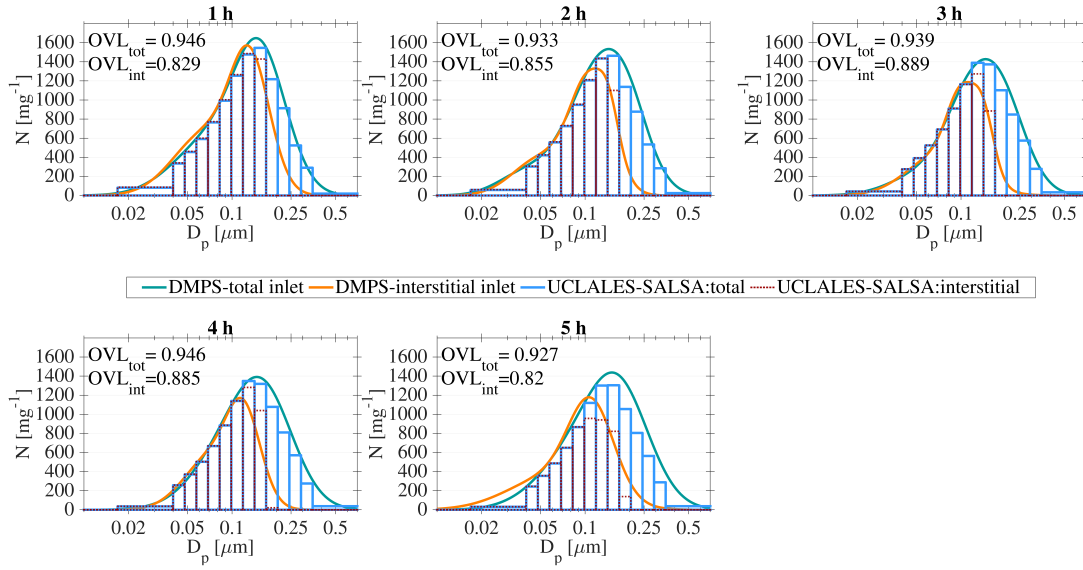 1 h
OVL_tot= 0.946
OVL_int=0.829
N [mg⁻¹]
1600
1400
1200
1000
800
600
400
200
0
0.02 0.05 0.1 0.25 0.5
D_p [μm]
2 h
OVL_tot= 0.933
OVL_int=0.855
N [mg⁻¹]
1600
1400
1200
1000
800
600
400
200
0
0.02 0.05 0.1 0.25 0.5
D_p [μm]
3 h
OVL_tot= 0.939
OVL_int=0.889
N [mg⁻¹]
1600
1400
1200
1000
800
600
400
200
0
0.02 0.05 0.1 0.25 0.5
D_p [μm]
DMPS-total inlet DMPS-interstitial inlet UCLALES-SALSA:total UCLALES-SALSA:interstitial
4 h
OVL_tot= 0.946
OVL_int=0.885
N [mg⁻¹]
1600
1400
1200
1000
800
600
400
200
0
0.02 0.05 0.1 0.25 0.5
D_p [μm]
5 h
OVL_tot= 0.927
OVL_int=0.82
N [mg⁻¹]
1600
1400
1200
1000
800
600
400
200
0
0.02 0.05 0.1 0.25 0.5
D_p [μm]